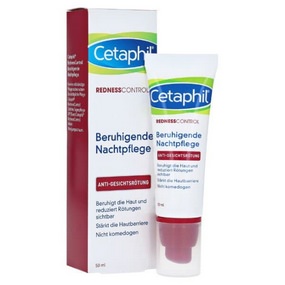 Cetaphil
REDNESSCONTROL
Beruhigende
Nachtpflege
ANTI-GESICHTSRÖTUNG
Beruhigt die Haut und
reduziert Rötungen
sichtbar
Stärkt die Hautbarriere
Nicht komedogen
50 ml
Cetaphil
REDNESSCONTROL
Beruhigende
Nachtpflege
ANTI-GESICHTSRÖTUNG
Beruhigt die Haut und
reduziert Rötungen
sichtbar
Stärkt die Hautbarriere
Nicht komedogen
50 ml
Cetaphil